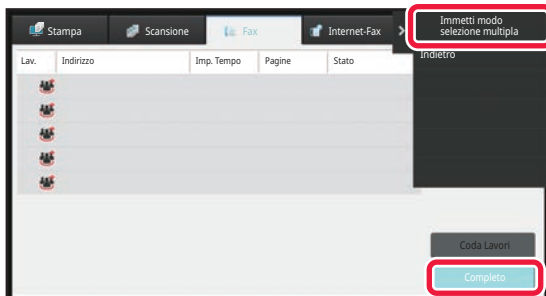 Stampa
Scansione
Fax
Internet-Fax
Immetti modo
selezione multipla
Indietro
Lav.
Indirizzo
Imp. Tempo
Pagine
Stato
Coda Lavori
Completo